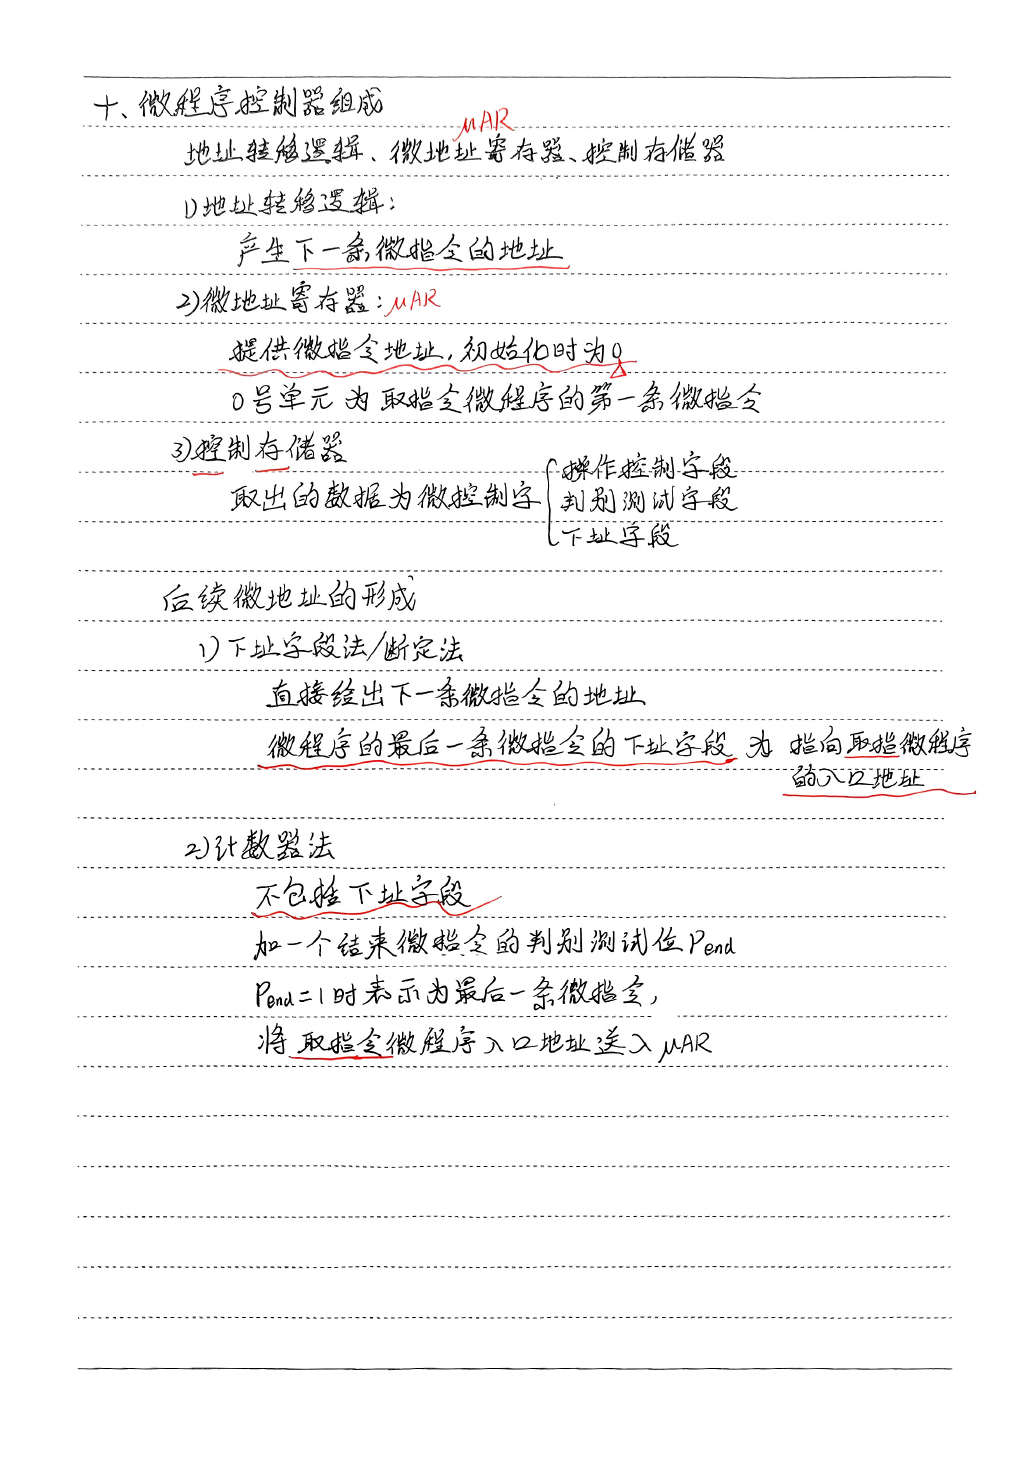 十、微程序控制器组成
μAR
地址转移逻辑、微地址寄存器、控制存储器
1)地址转移逻辑:
产生下一条微指令的地址
2)微地址寄存器:μAR
提供微指令地址,初始化时为0
0号单元为取指令微程序的第一条微指令
3)控制存储器
操作控制字段
取出的数据为微控制字
判别测试字段
下址字段
后续微地址的形成
1)下址字段法/断定法
直接给出下一条微指令的地址
微程序的最后一条微指令的下址字段为指向取指微程序
的入口地址
2)计数器法
不包括下址字段
加一个结束微指令的判别测试位Pend
Pend=1时表示为最后一条微指令,
将取指令微程序入口地址送入μAR